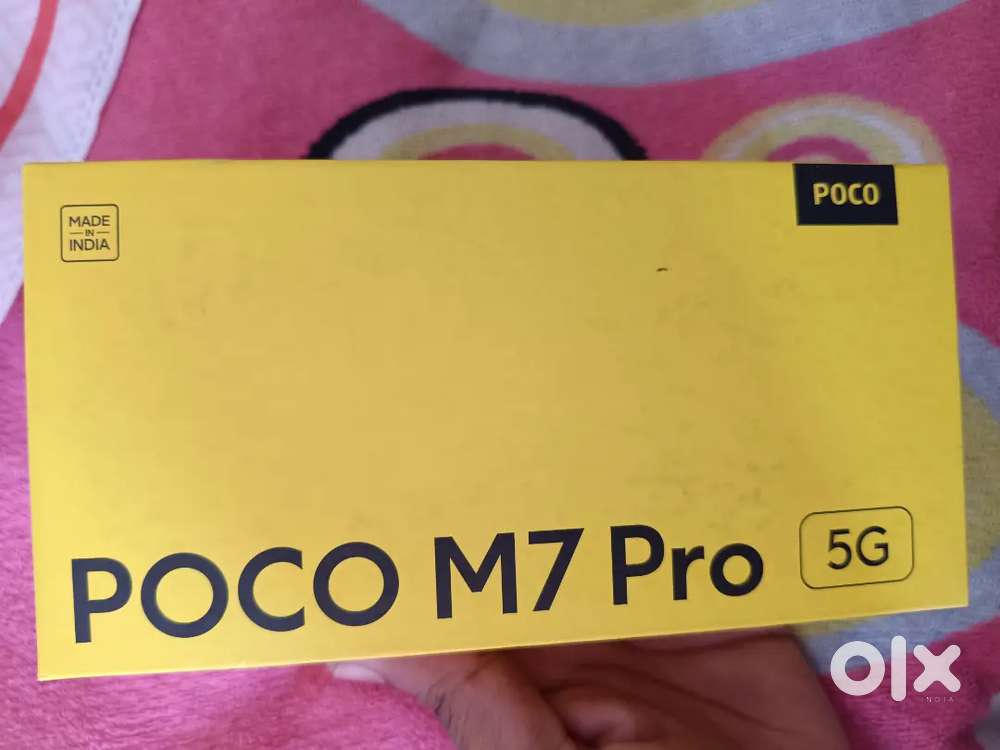 MADE
IN
INDIA
POCO
POCO M7 Pro 5G
olx
INDIA